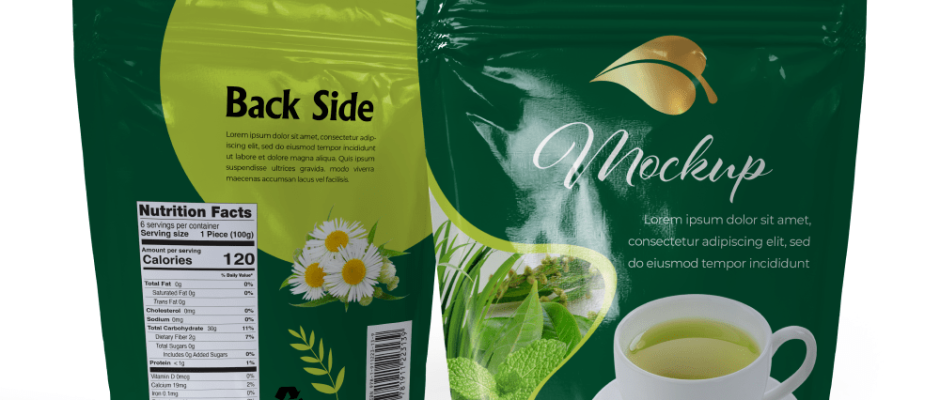 Back Side
Lorem ipsum dolor sit amet, consectetur adip-
iscing elit, sed do eiusmod tempor incididunt
ut labore et dolore magna aliqua. Quis ipsum
suspendisse ultrices gravida. modo viverra
maecenas accumsan lacus vel facilisis.
Nutrition Facts
6 servings per container
Serving size 1 Piece (100g)
Amount per serving
Calories 120
% Daily Value*
Total Fat 0g 0%
Saturated Fat 0g 0%
Trans Fat 0g
Cholesterol 0mg 0%
Sodium 0mg 0%
Total Carbohydrate 30g 11%
Dietary Fiber 2g 7%
Total Sugars 0g
Includes 0g Added Sugars 0%
Protein < 1g 1%
Vitamin D 0mcg 0%
Calcium 19mg 2%
Iron 0.1mg 0%
Mockup
Lorem ipsum dolor sit amet,
consectetur adipiscing elit, sed
do eiusmod tempor incididunt